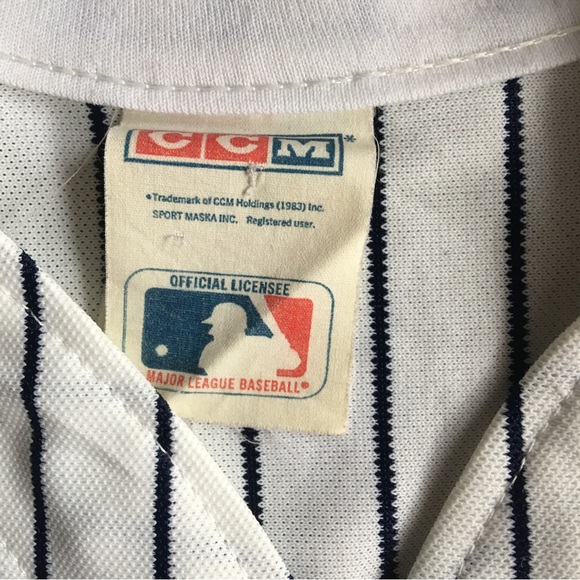 CCM*
*Trademark of CCM Holdings (1983) Inc.
SPORT MASKA INC. Registered user.
OFFICIAL LICENSEE
MAJOR LEAGUE BASEBALL®